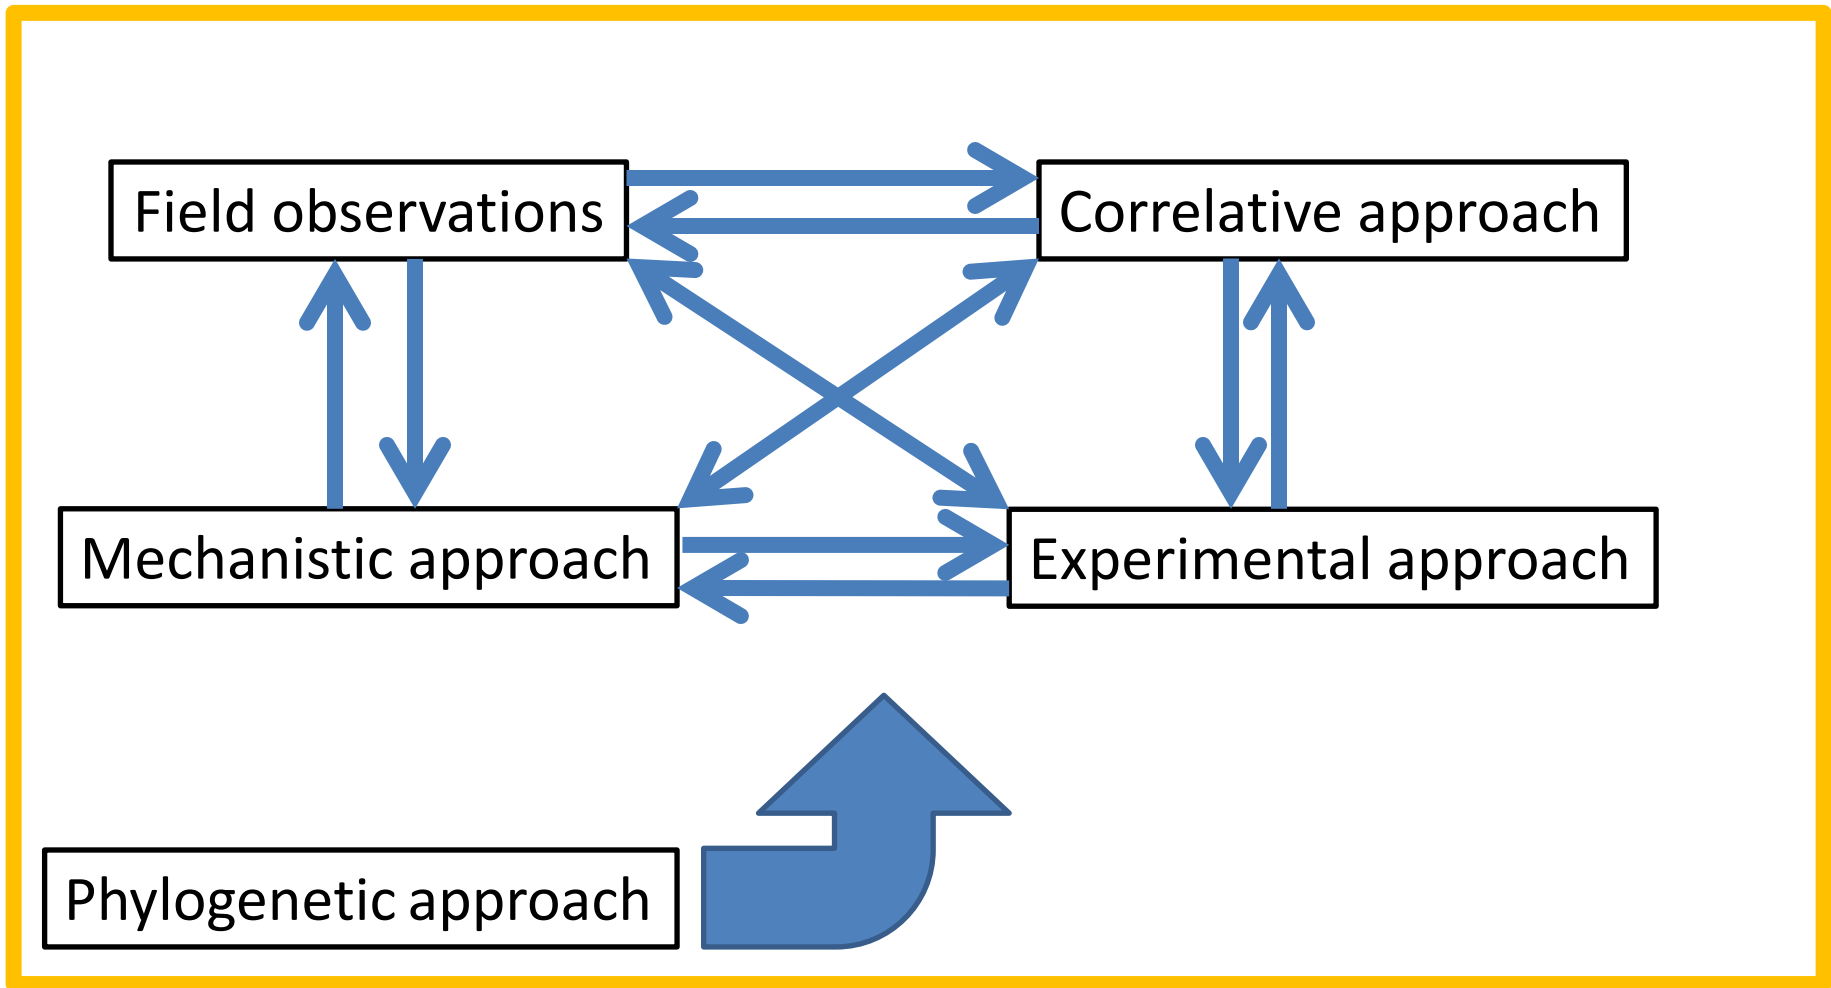 Field observations
Correlative approach
Mechanistic approach
Experimental approach
Phylogenetic approach